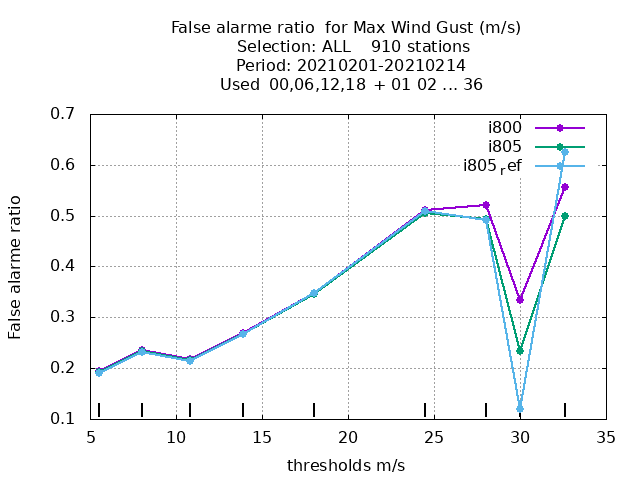 False alarme ratio  for Max Wind Gust (m/s)
Selection: ALL    910 stations
Period: 20210201-20210214
Used  00,06,12,18  + 01 02 ... 36
i800
i805
i805ref
0.7
0.6
0.5
0.4
0.3
0.2
0.1
False alarme ratio
5 10 15 20 25 30 35
thresholds m/s